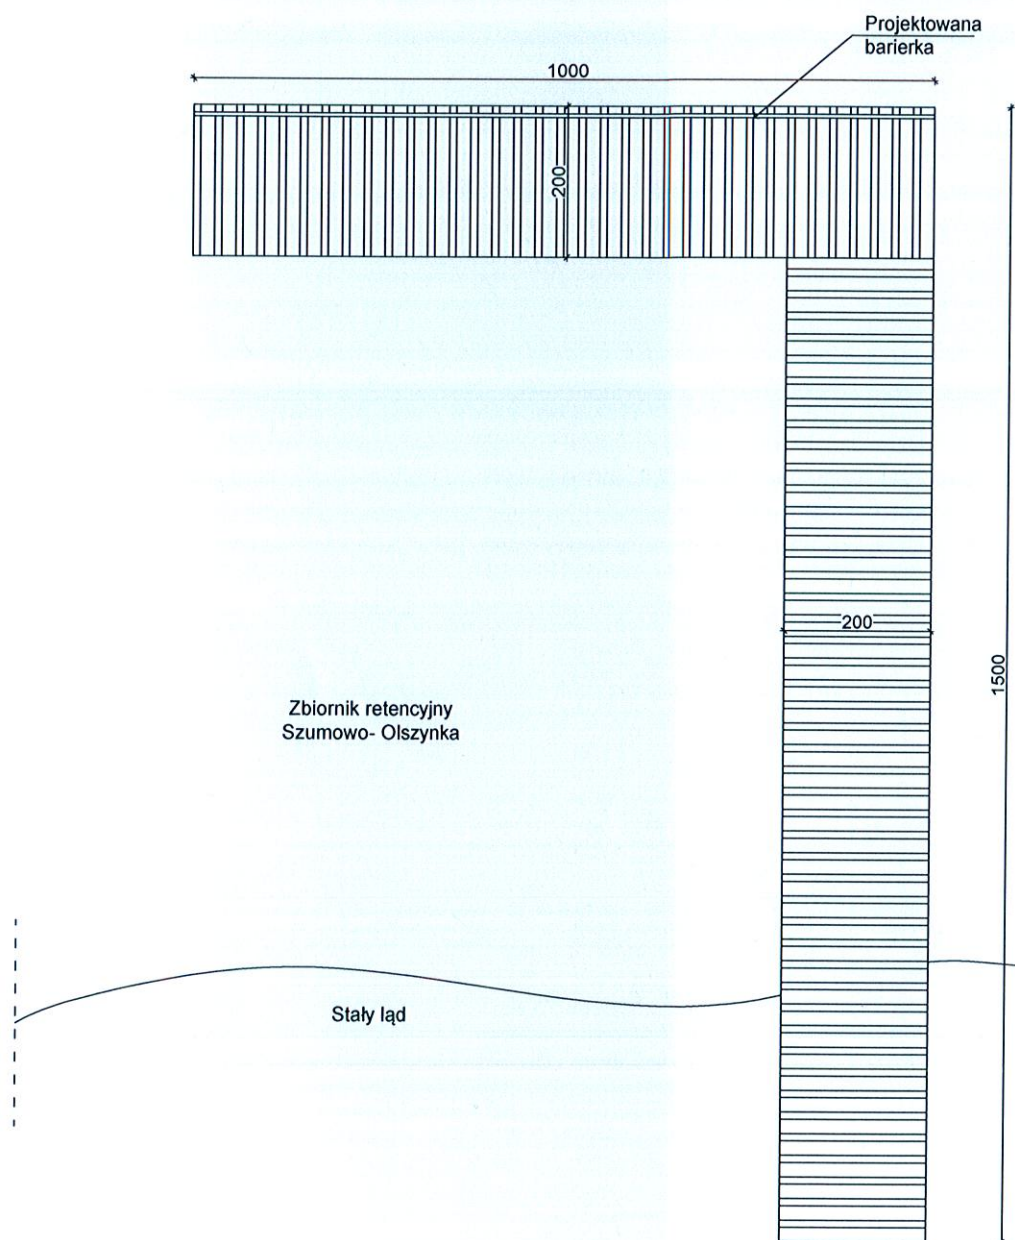 Projektowana
barierka
1000
200
200
1500
Zbiornik retencyjny
Szumowo- Olszynka
Stały ląd